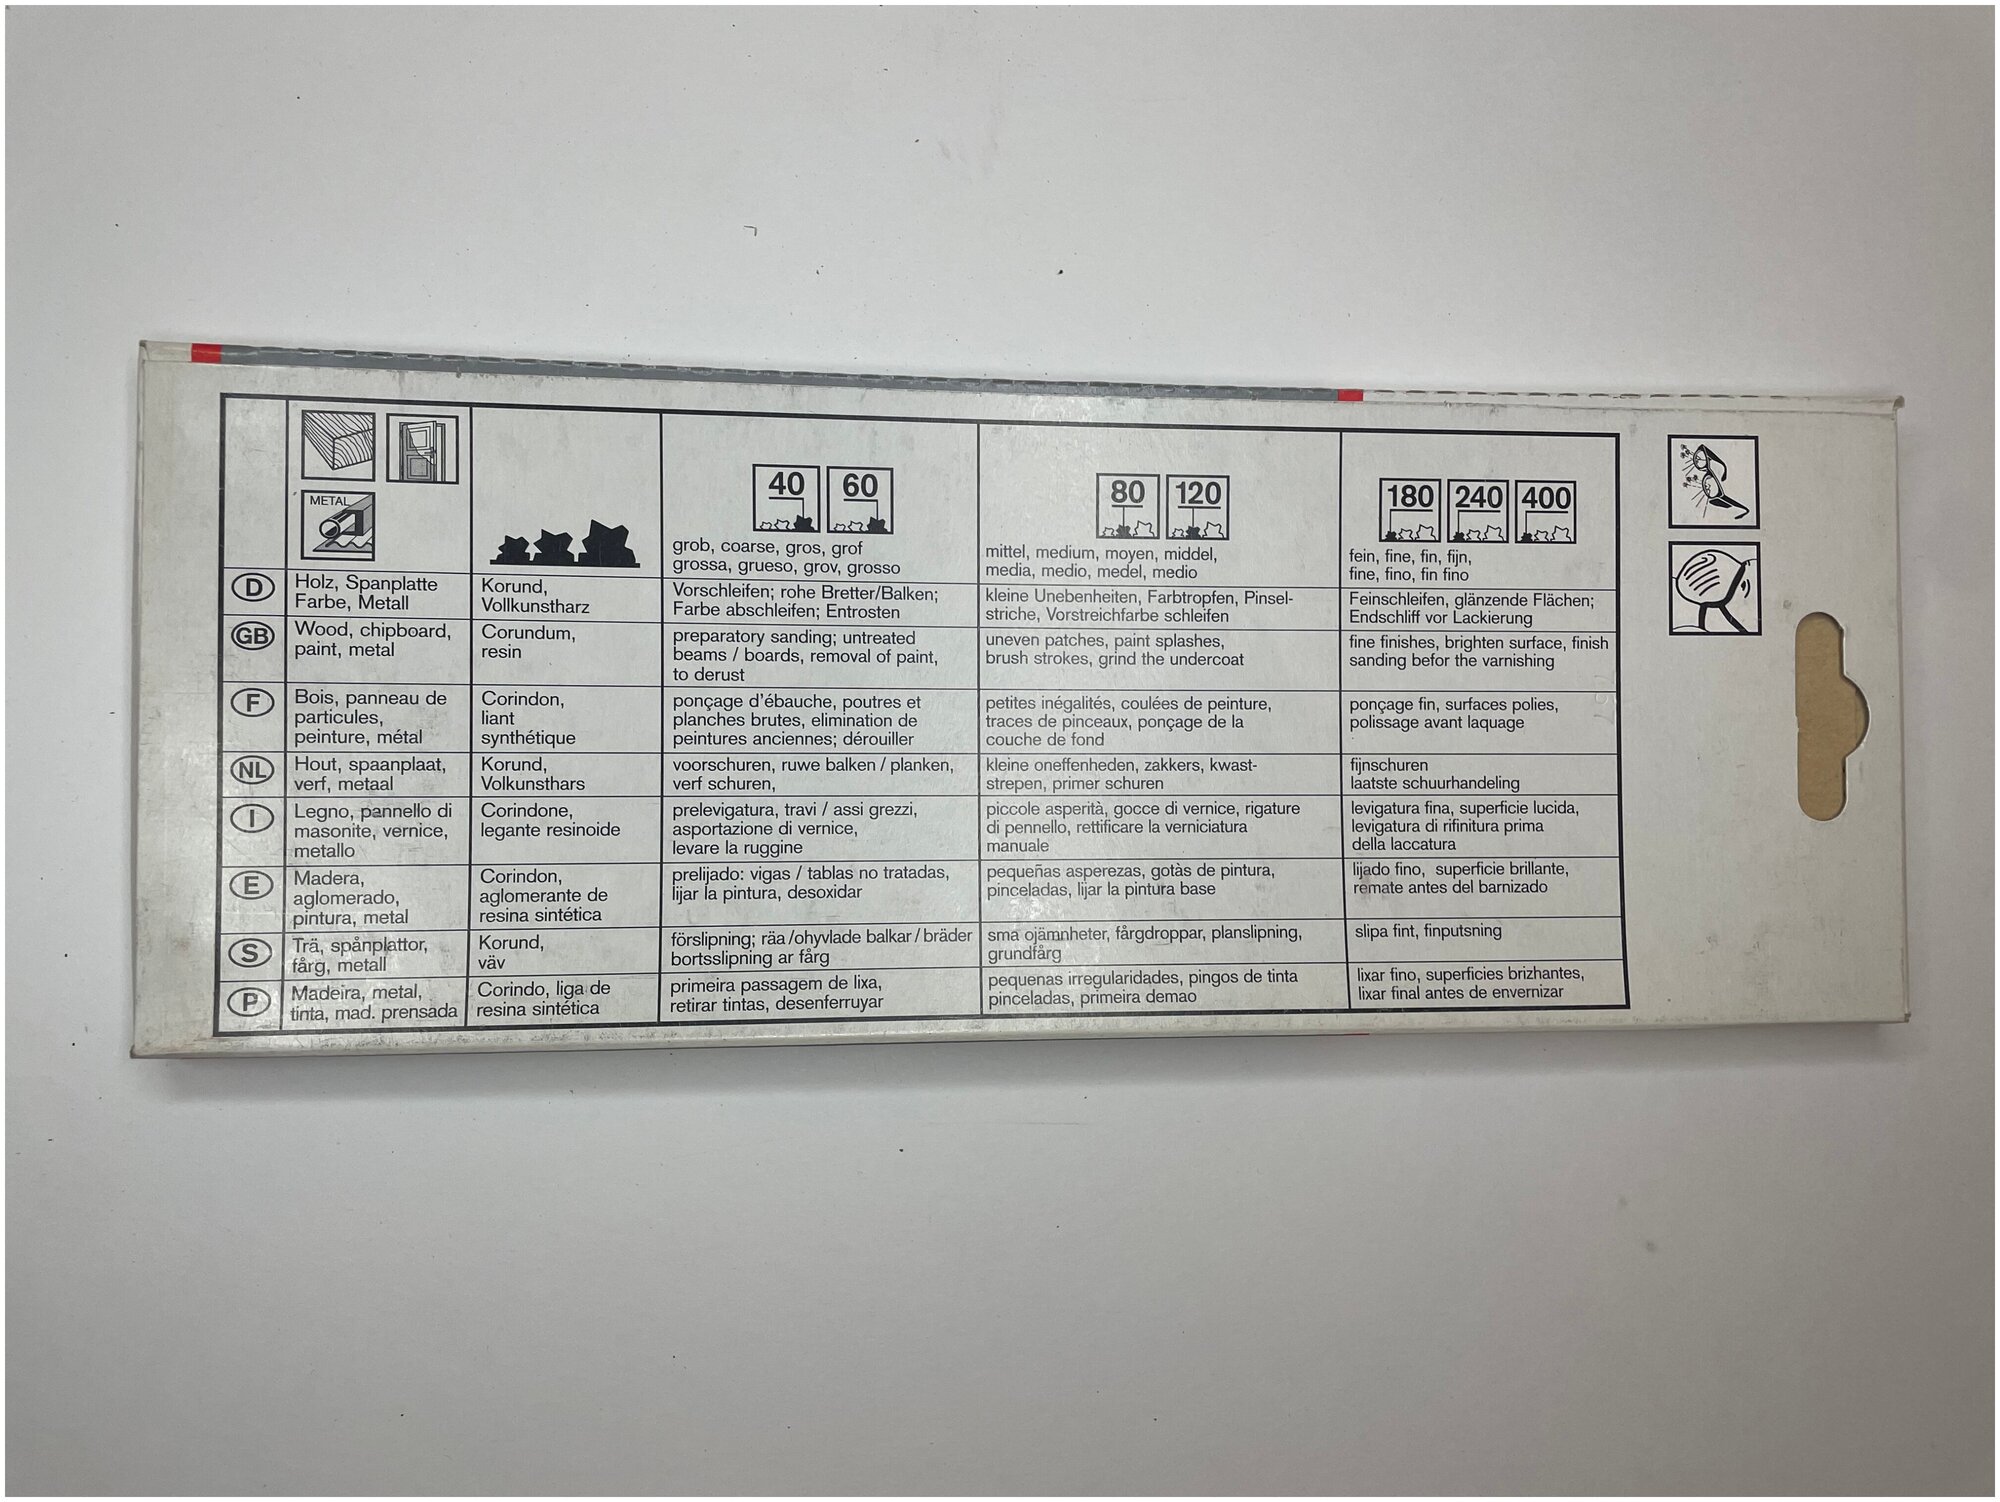 METAL
40 60
80 120
180 240 400
grob, coarse, gros, grof
grossa, grueso, grov, grosso
mittel, medium, moyen, middel,
media, medio, medel, medio
fein, fine, fin, fijn,
fine, fino, fin fino
D
Holz, Spanplatte
Farbe, Metall
Korund,
Vollkunstharz
Vorschleifen; rohe Bretter/Balken;
Farbe abschleifen; Entrosten
kleine Unebenheiten, Farbtropfen, Pinsel-
striche, Vorstreichfarbe schleifen
Feinschleifen, glänzende Flächen;
Endschliff vor Lackierung
GB
Wood, chipboard,
paint, metal
Corundum,
resin
preparatory sanding; untreated
beams / boards, removal of paint,
to derust
uneven patches, paint splashes,
brush strokes, grind the undercoat
fine finishes, brighten surface, finish
sanding befor the varnishing
F
Bois, panneau de
particules,
peinture, métal
Corindon,
liant
synthétique
ponçage d'ébauche, poutres et
planches brutes, elimination de
peintures anciennes; dérouiller
petites inégalités, coulées de peinture,
traces de pinceaux, ponçage de la
couche de fond
ponçage fin, surfaces polies,
polissage avant laquage
NL
Hout, spaanplaat,
verf, metaal
Korund,
Volkunsthars
voorschuren, ruwe balken / planken,
verf schuren,
kleine oneffenheden, zakkers, kwast-
strepen, primer schuren
fijnschuren
laatste schuurhandeling
I
Legno, pannello di
masonite, vernice,
metallo
Corindone,
legante resinoide
prelevigatura, travi / assi grezzi,
asportazione di vernice,
levare la ruggine
piccole asperità, gocce di vernice, rigature
di pennello, rettificare la verniciatura
manuale
levigatura fina, superficie lucida,
levigatura di rifinitura prima
della laccatura
E
Madera,
aglomerado,
pintura, metal
Corindon,
aglomerante de
resina sintética
prelijado: vigas / tablas no tratadas,
lijar la pintura, desoxidar
pequeñas asperezas, gotàs de pintura,
pinceladas, lijar la pintura base
lijado fino, superficie brillante,
remate antes del barnizado
S
Trä, spånplattor,
fårg, metall
Korund,
väv
förslipning; räa/ohyvlade balkar/bräder
bortsslipning ar fårg
sma ojämnheter, fårgdroppar, planslipning,
grundfårg
slipa fint, finputsning
P
Madeira, metal,
tinta, mad. prensada
Corindo, liga de
resina sintética
primeira passagem de lixa,
retirar tintas, desenferruyar
pequenas irregularidades, pingos de tinta
pinceladas, primeira demao
lixar fino, superficies brizhantes,
lixar final antes de envernizar